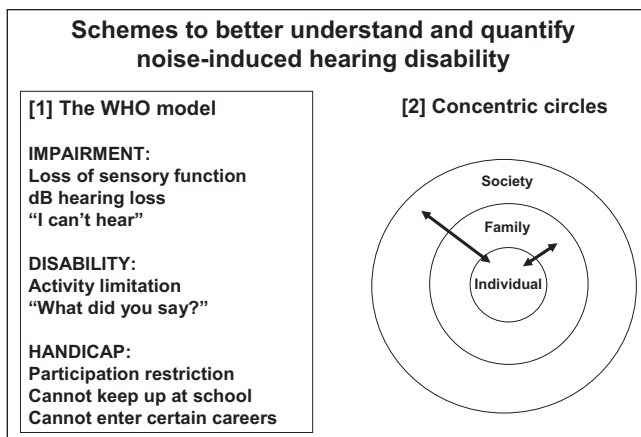 Schemes to better understand and quantify
noise-induced hearing disability
[1] The WHO model
IMPAIRMENT:
Loss of sensory function
dB hearing loss
“I can’t hear”
DISABILITY:
Activity limitation
“What did you say?”
HANDICAP:
Participation restriction
Cannot keep up at school
Cannot enter certain careers
[2] Concentric circles
Society
Family
Individual